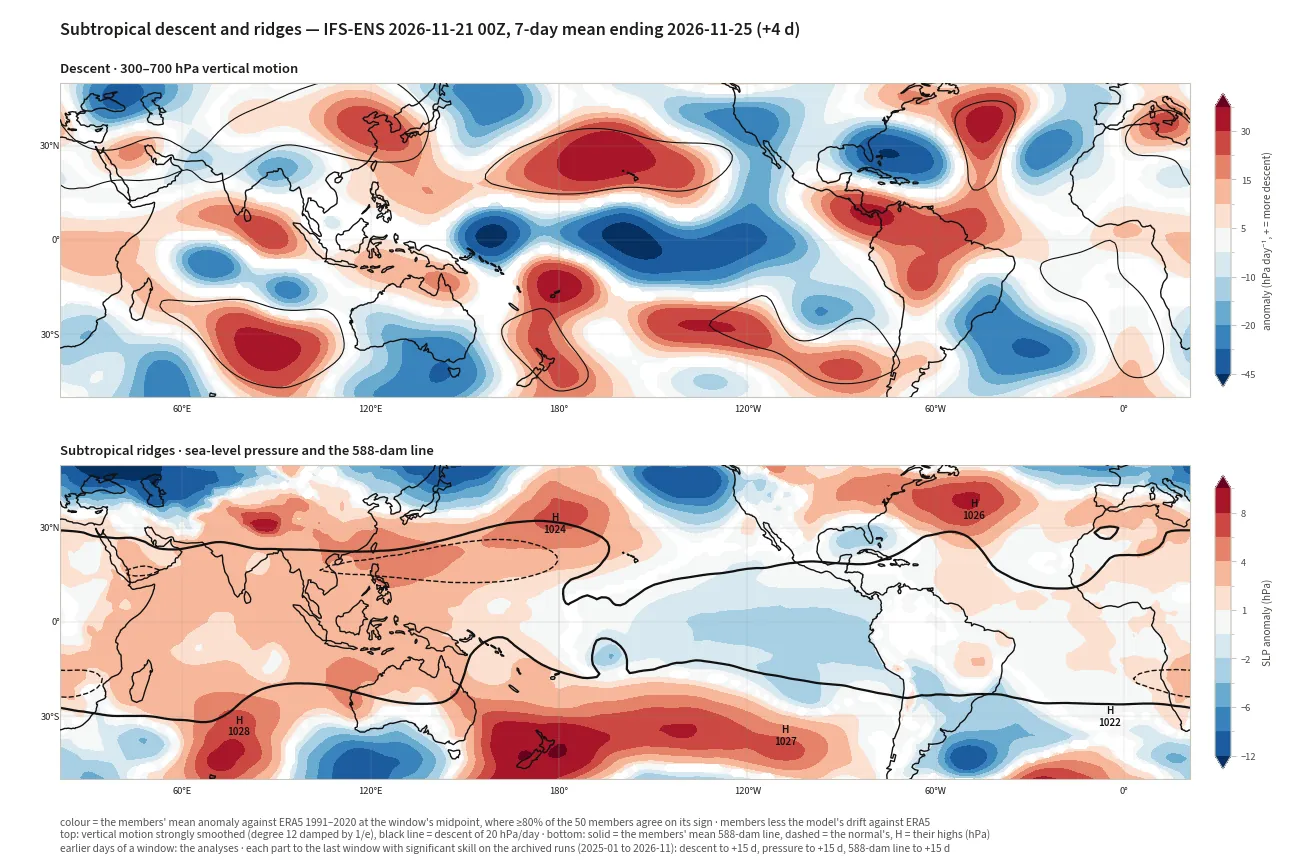 Subtropical descent and ridges — IFS-ENS 2026-11-21 00Z, 7-day mean ending 2026-11-25 (+4 d)
Descent · 300–700 hPa vertical motion
30°N
0°
30°S
60°E
120°E
180°
120°W
60°W
0°
30
15
5
−10
−20
−45
anomaly (hPa day⁻¹, + = more descent)
Subtropical ridges · sea-level pressure and the 588-dam line
H
1024
H
1026
H
1028
H
1027
H
1022
30°N
0°
30°S
60°E
120°E
180°
120°W
60°W
0°
8
4
1
−2
−6
−12
SLP anomaly (hPa)
colour = the members' mean anomaly against ERA5 1991–2020 at the window's midpoint, where ≥80% of the 50 members agree on its sign · members less the model's drift against ERA5
top: vertical motion strongly smoothed (degree 12 damped by 1/e), black line = descent of 20 hPa/day · bottom: solid = the members' mean 588-dam line, dashed = the normal's, H = their highs (hPa)
earlier days of a window: the analyses · each part to the last window with significant skill on the archived runs (2025-01 to 2026-11): descent to +15 d, pressure to +15 d, 588-dam line to +15 d